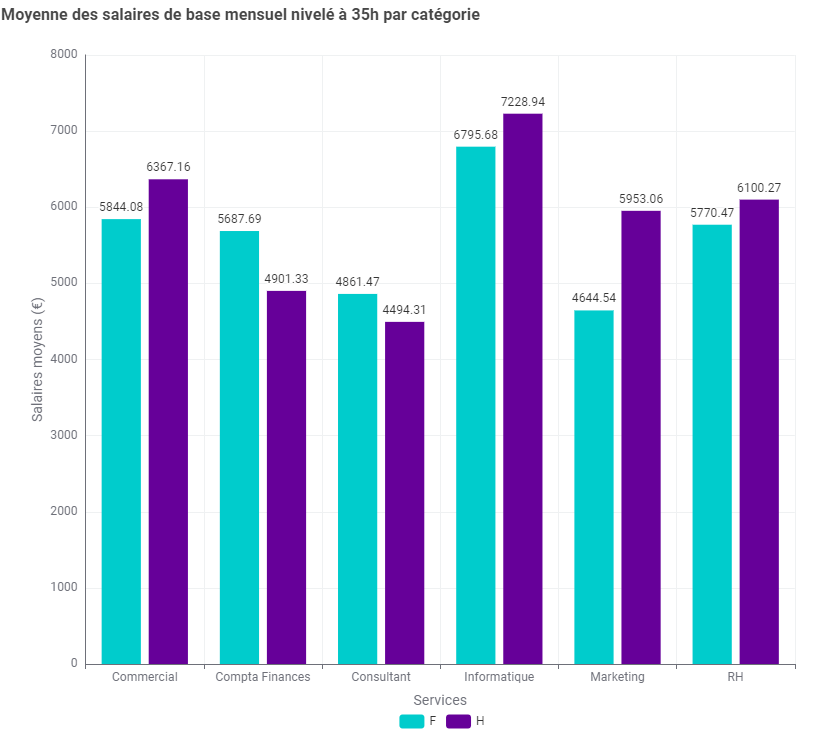 Moyenne des salaires de base mensuel nivelé à 35h par catégorie
8000
7000
6000
5000
4000
3000
2000
1000
0
Salaires moyens (€)
5844.08
6367.16
5687.69
4901.33
4861.47
4494.31
6795.68
7228.94
4644.54
5953.06
5770.47
6100.27
Commercial
Compta Finances
Consultant
Informatique
Marketing
RH
Services
F H